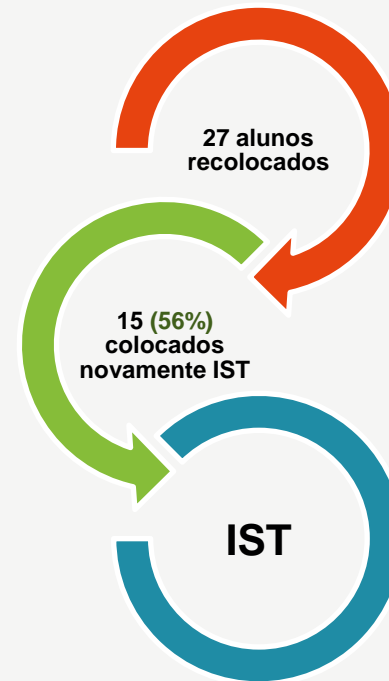 27 alunos
recolocados
15 (56%)
colocados
novamente IST
IST